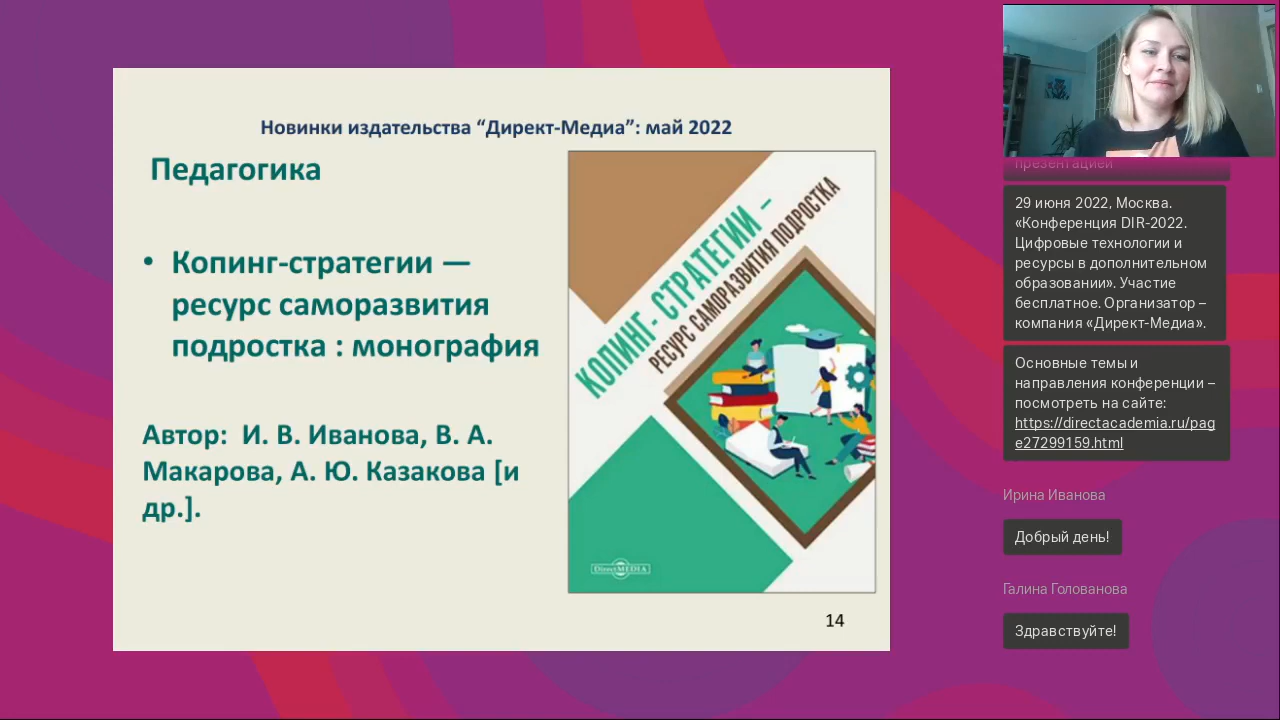 Новинки издательства “Директ-Медиа”: май 2022
Педагогика
• Копинг-стратегии —
ресурс саморазвития
подростка : монография
Автор:  И. В. Иванова, В. А.
Макарова, А. Ю. Казакова [и
др.].
КОПИНГ- СТРАТЕГИИ –
РЕСУРС САМОРАЗВИТИЯ ПОДРОСТКА
DirectMEDIA
14
презентацией
29 июня 2022, Москва.
«Конференция DIR-2022.
Цифровые технологии и
ресурсы в дополнительном
образовании». Участие
бесплатное. Организатор –
компания «Директ-Медиа».
Основные темы и
направления конференции –
посмотреть на сайте:
https://directacademia.ru/pag
e27299159.html
Ирина Иванова
Добрый день!
Галина Голованова
Здравствуйте!